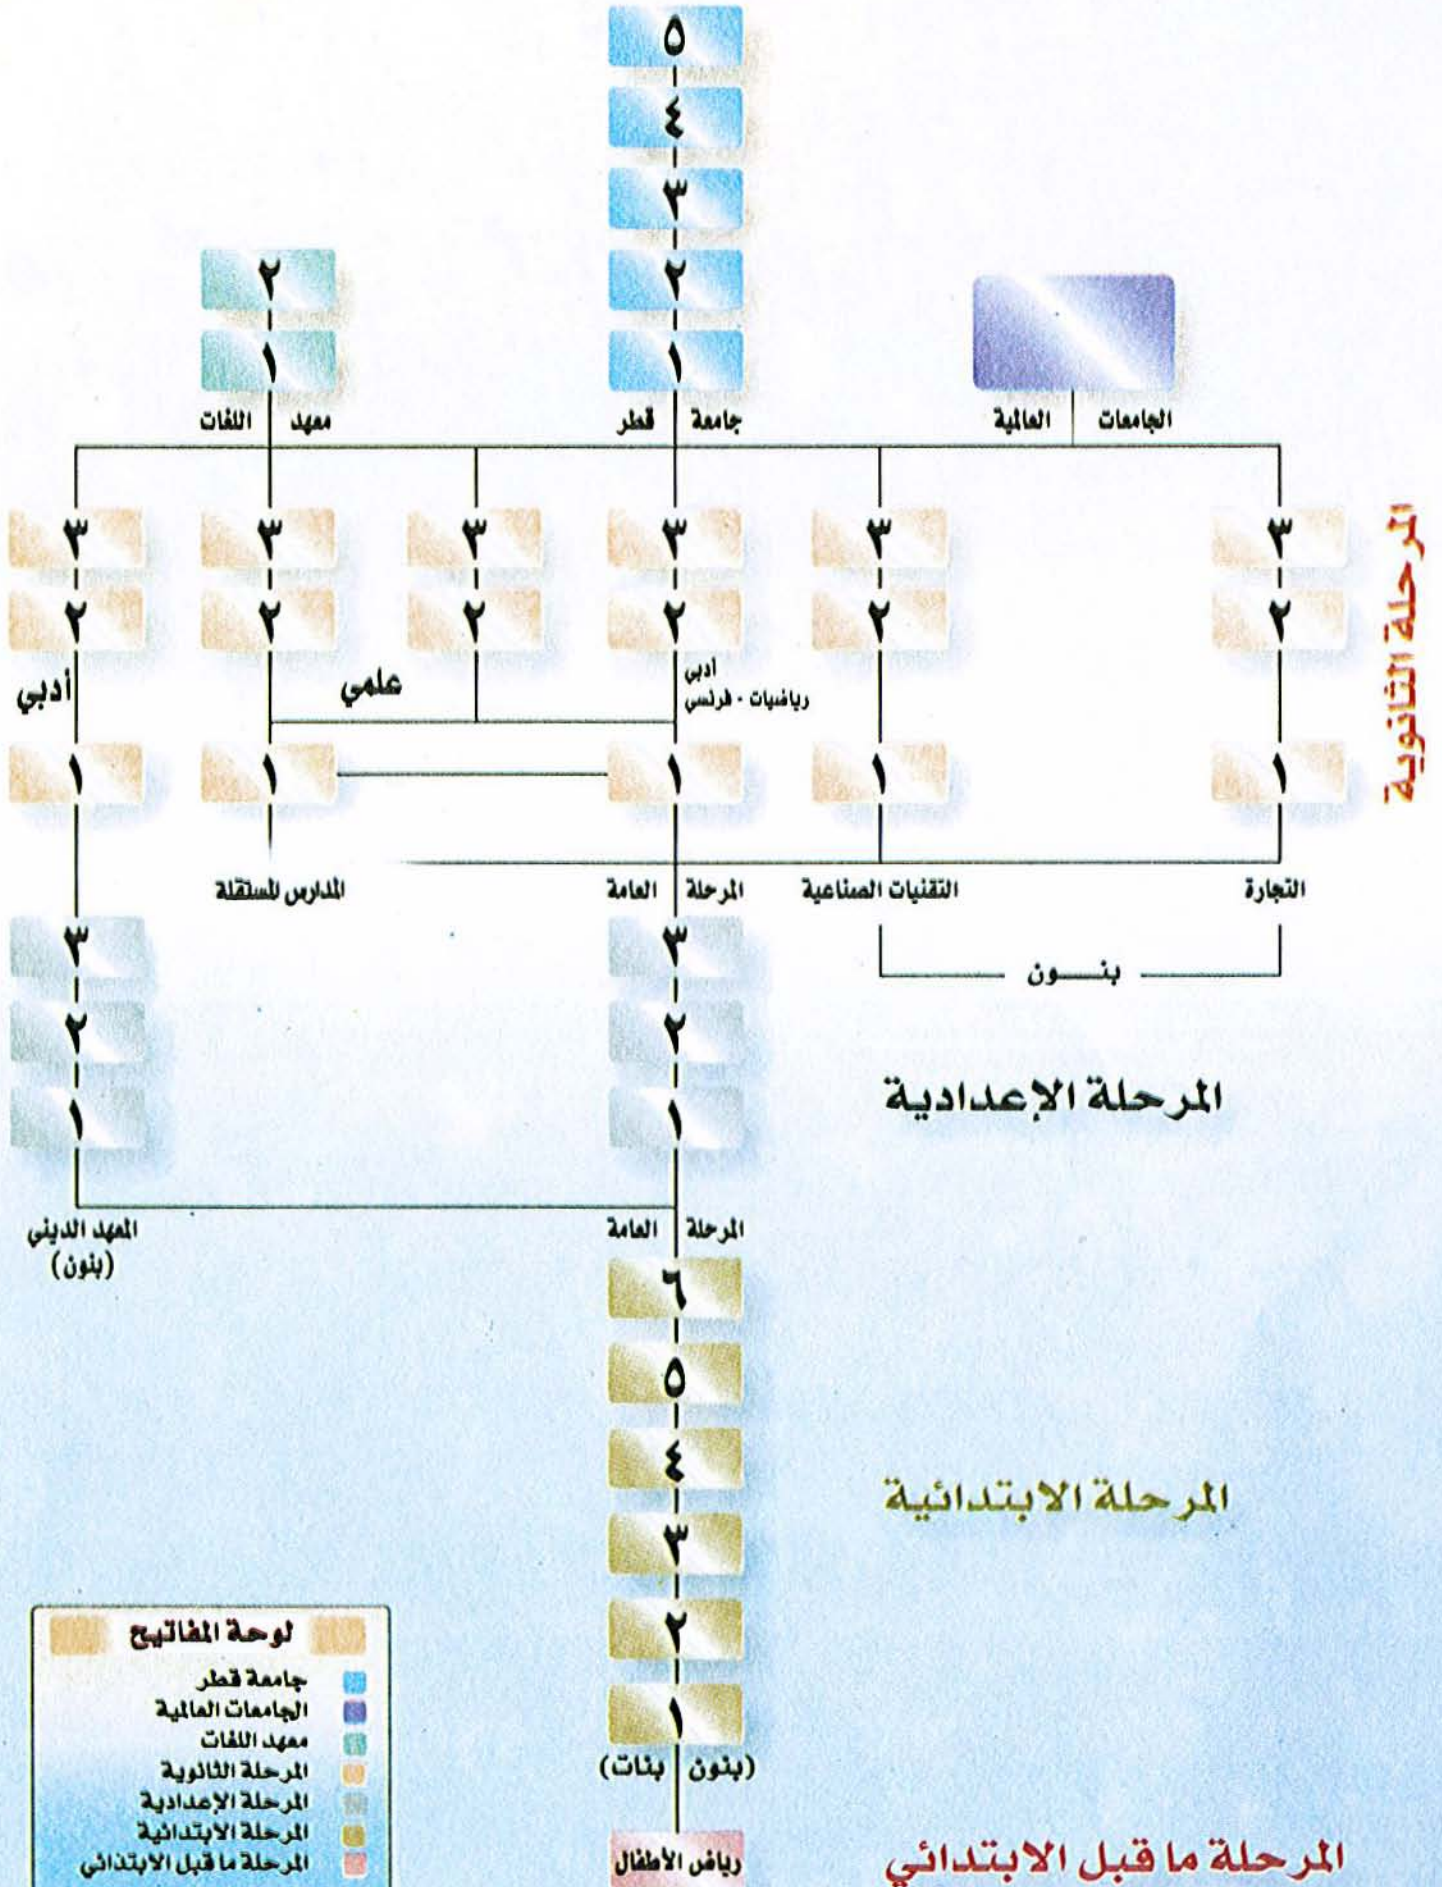 ٥
٤
٣
٢
١
جامعة قطر
٢
١
معهد اللغات
الجامعات العالمية
المرحلة الثانوية
٣ ٣ ٣ ٣ ٣ ٣
٢ ٢ ٢ ٢ ٢ ٢
أدبي
رياضيات - فرنسي
علمي
أدبي
١ ١ ١ ١ ١
التجارة
التقنيات الصناعية
المرحلة العامة
المدارس المستقلة
بنــون
المرحلة الإعدادية
٣ ٣
٢ ٢
١ ١
المرحلة العامة
المعهد الديني
(بنون)
٦
٥
٤
٣
٢
١
المرحلة الابتدائية
(بنون بنات)
رياض الأطفال
المرحلة ما قبل الابتدائي
لوحة المفاتيح
جامعة قطر
الجامعات العالمية
معهد اللغات
المرحلة الثانوية
المرحلة الإعدادية
المرحلة الابتدائية
المرحلة ما قبل الابتدائي